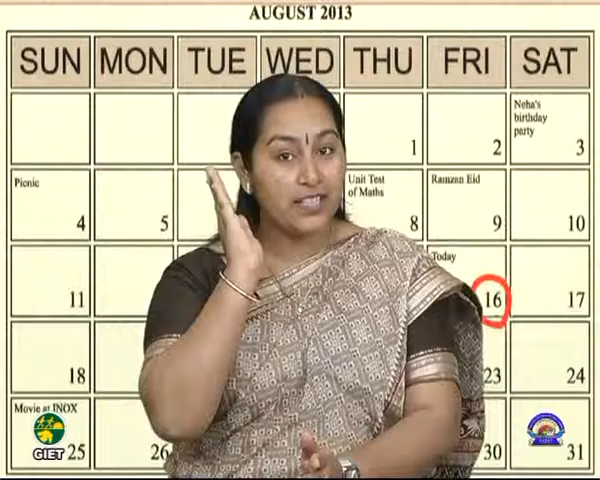 AUGUST 2013
SUN MON TUE WED THU FRI SAT
1 2 Neha's
birthday
party
3
Picnic
4 5 Unit Test
of Maths
8 Ramzan Eid
9 10
11 Today
16 17
18 23 24
Movie at INOX
25 26 30 31
GIET